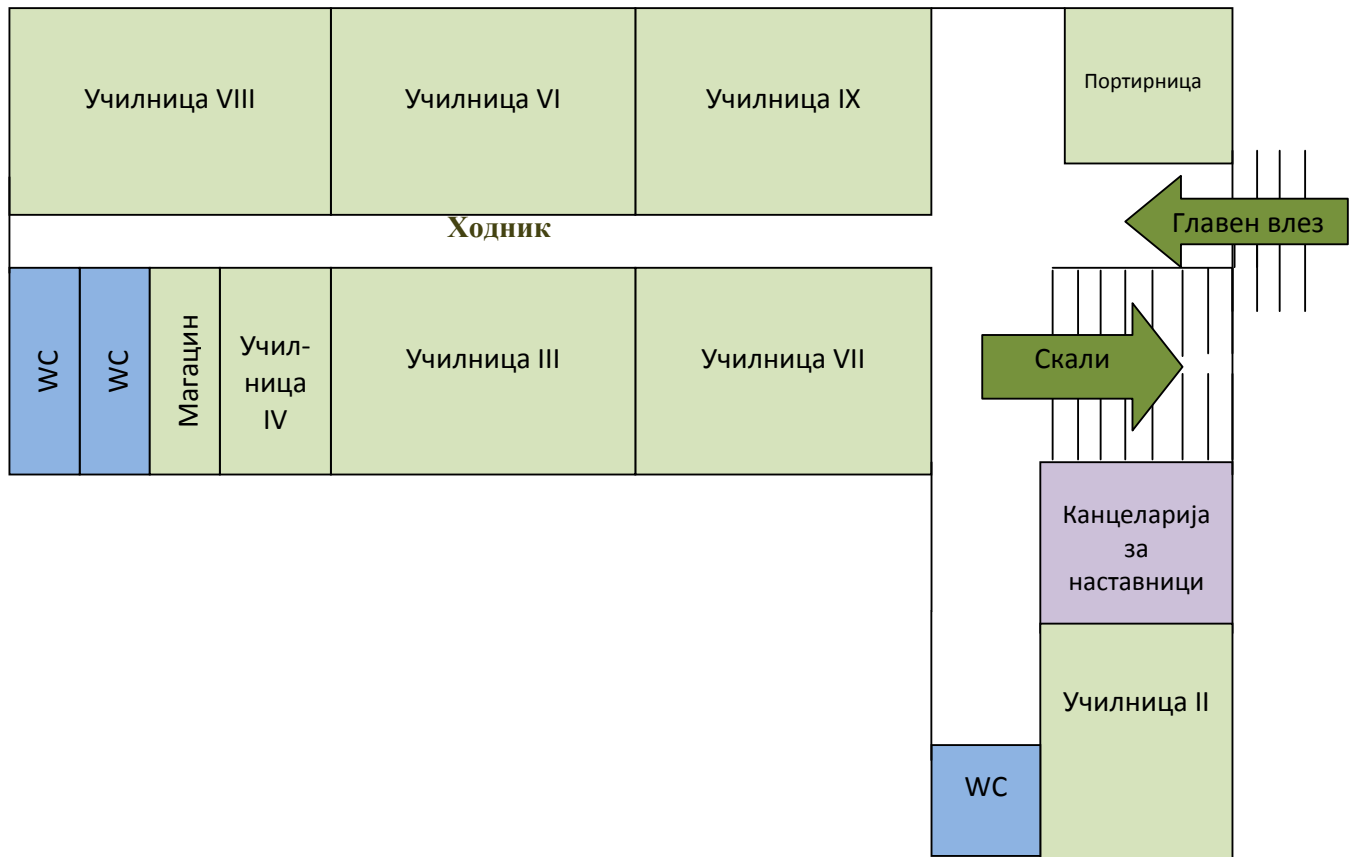 Училница VIII
Училница VI
Училница IX
Портирница
Главен влез
Ходник
WC
WC
Магацин
Учил-
ница
IV
Училница III
Училница VII
Скали
Канцеларија
за
наставници
Училница II
WC